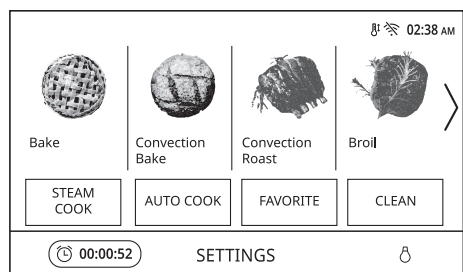 02:38 AM
Bake
Convection
Bake
Convection
Roast
Broil
STEAM
COOK
AUTO COOK
FAVORITE
CLEAN
00:00:52
SETTINGS